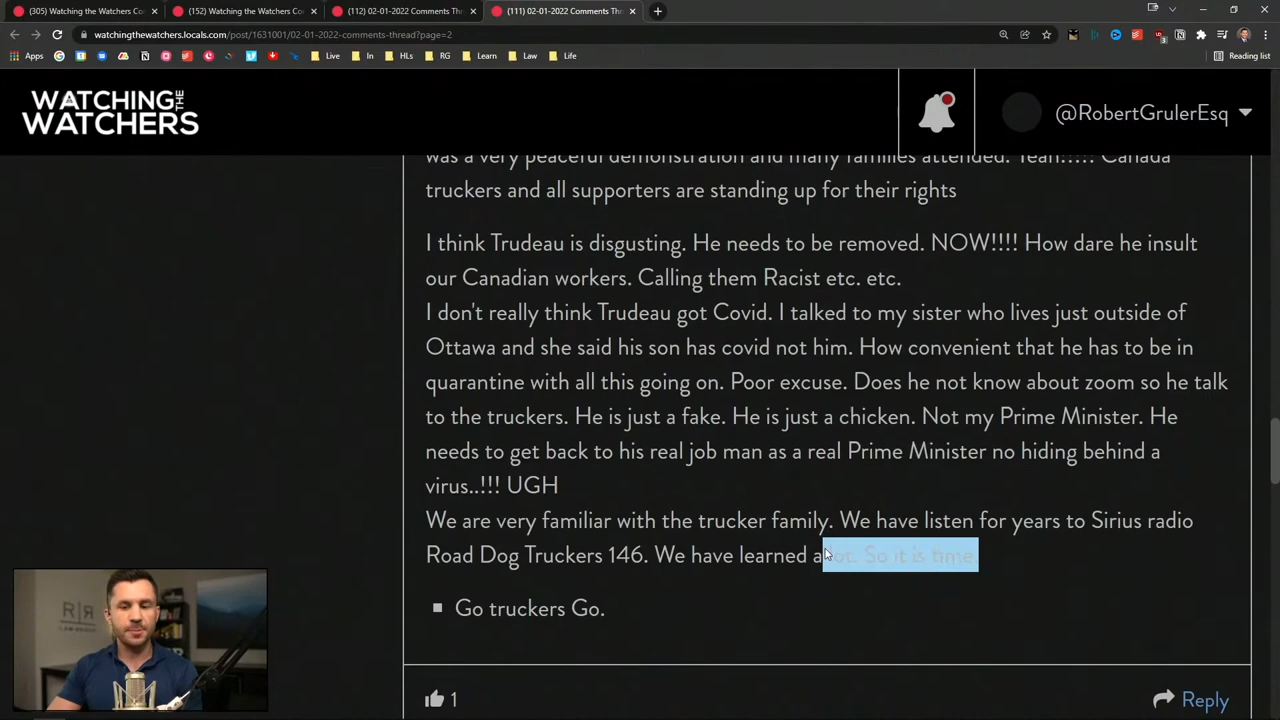 (305) Watching the Watchers Co
(152) Watching the Watchers Co
(112) 02-01-2022 Comments Thr
(111) 02-01-2022 Comments Thr
watchingthewatchers.locals.com/post/1631001/02-01-2022-comments-thread?page=2
Apps
Live
In
HLs
RG
Learn
Law
Life
Reading list
WATCHING THE
WATCHERS
@RobertGrulerEsq
was a very peaceful demonstration and many families attended. Yeah!!!!! Canada
truckers and all supporters are standing up for their rights
I think Trudeau is disgusting. He needs to be removed. NOW!!!! How dare he insult
our Canadian workers. Calling them Racist etc. etc.
I don't really think Trudeau got Covid. I talked to my sister who lives just outside of
Ottawa and she said his son has covid not him. How convenient that he has to be in
quarantine with all this going on. Poor excuse. Does he not know about zoom so he talk
to the truckers. He is just a fake. He is just a chicken. Not my Prime Minister. He
needs to get back to his real job man as a real Prime Minister no hiding behind a
virus..!!! UGH
We are very familiar with the trucker family. We have listen for years to Sirius radio
Road Dog Truckers 146. We have learned alot. So it is time.
Go truckers Go.
1
Reply
R|R
LAW GROUP